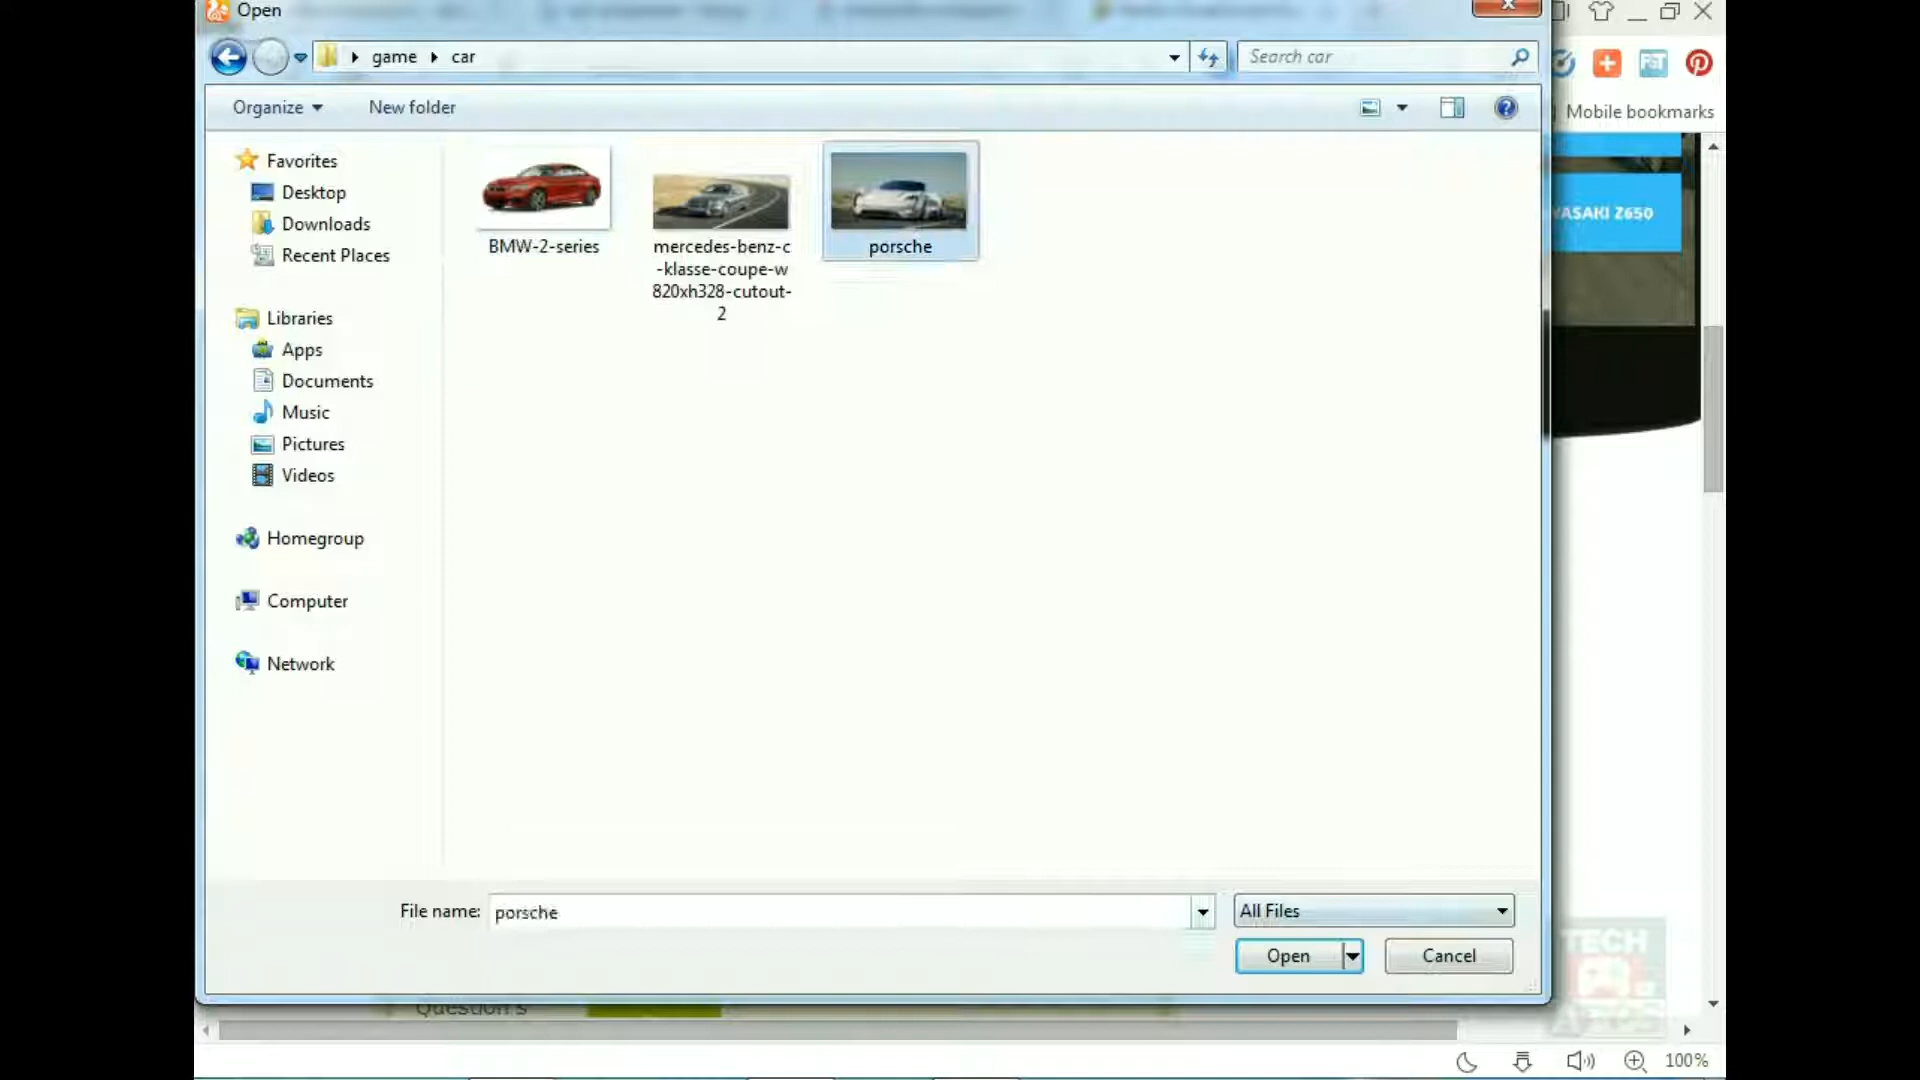 Open
game
car
Search car
Organize
New folder
Mobile bookmarks
Favorites
Desktop
Downloads
Recent Places
Libraries
Apps
Documents
Music
Pictures
Videos
Homegroup
Computer
Network
BMW-2-series
mercedes-benz-c
-klasse-coupe-w
820xh328-cutout-
2
porsche
Z650
File name:
porsche
All Files
Open
Cancel
TECH
Question's
100%